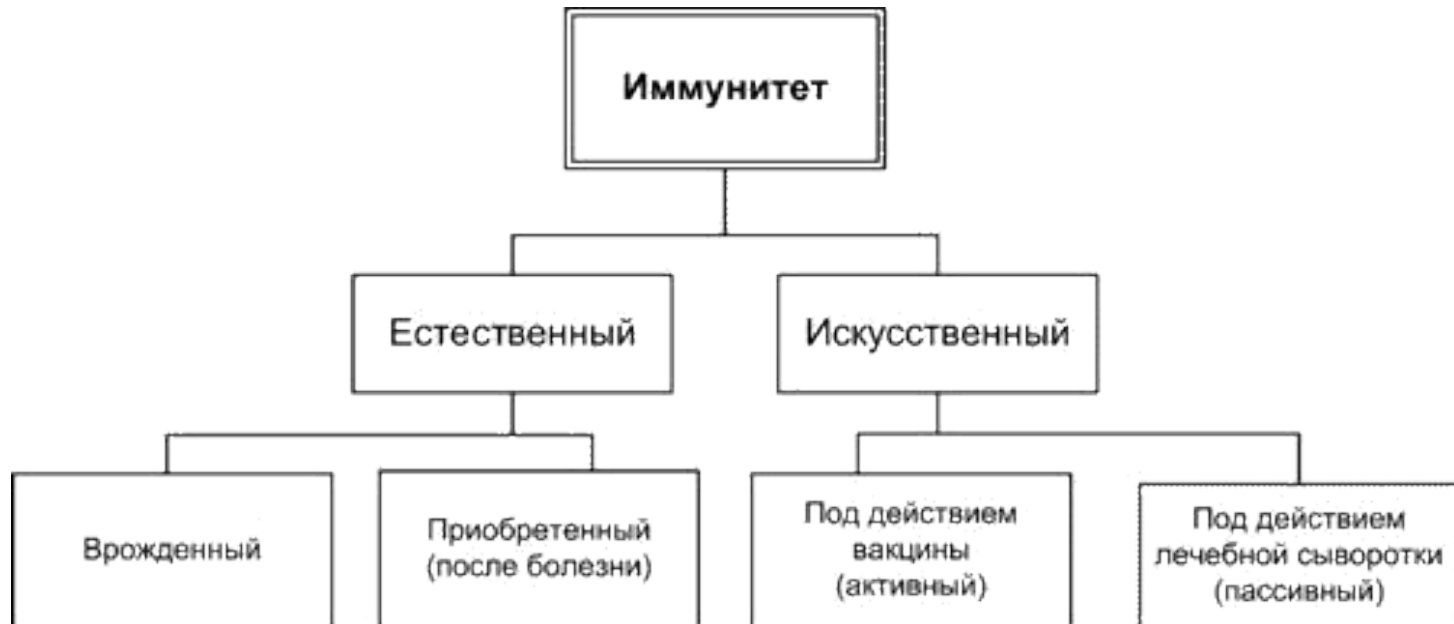 Иммунитет
Естественный
Искусственный
Врожденный
Приобретенный
(после болезни)
Под действием
вакцины
(активный)
Под действием
лечебной сыворотки
(пассивный)